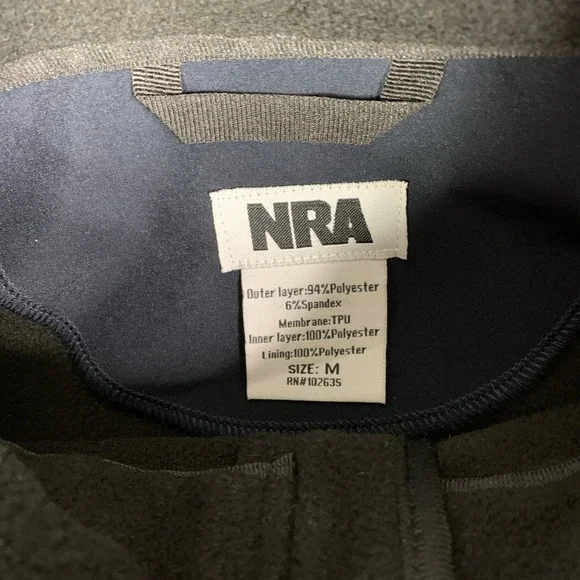 NRA
Outer layer:94%Polyester
6%Spandex
Membrane:TPU
Inner layer:100%Polyester
Lining:100%Polyester
SIZE: M
RN#102635